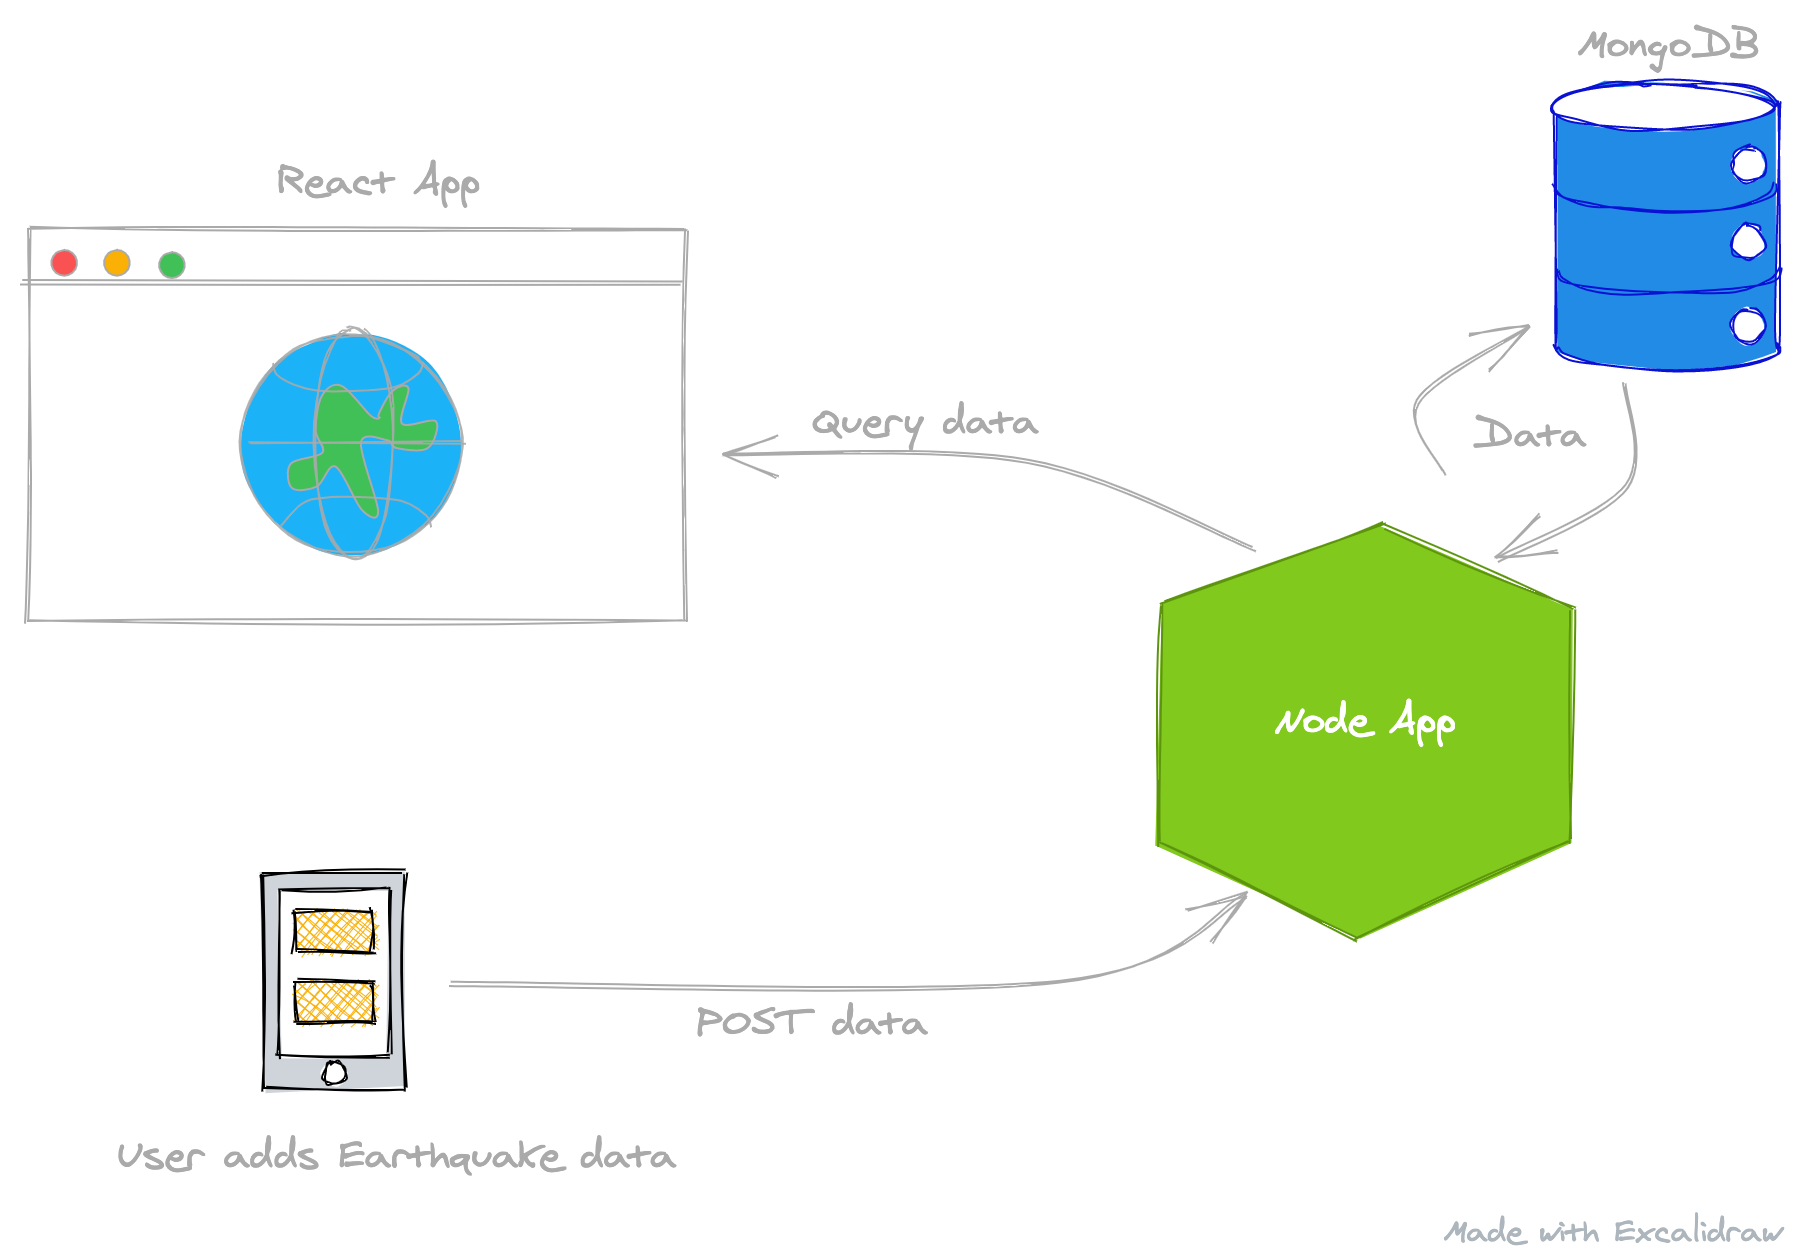 MongoDB
React App
Query data
Data
Node App
POST data
User adds Earthquake data
Made with Excalidraw